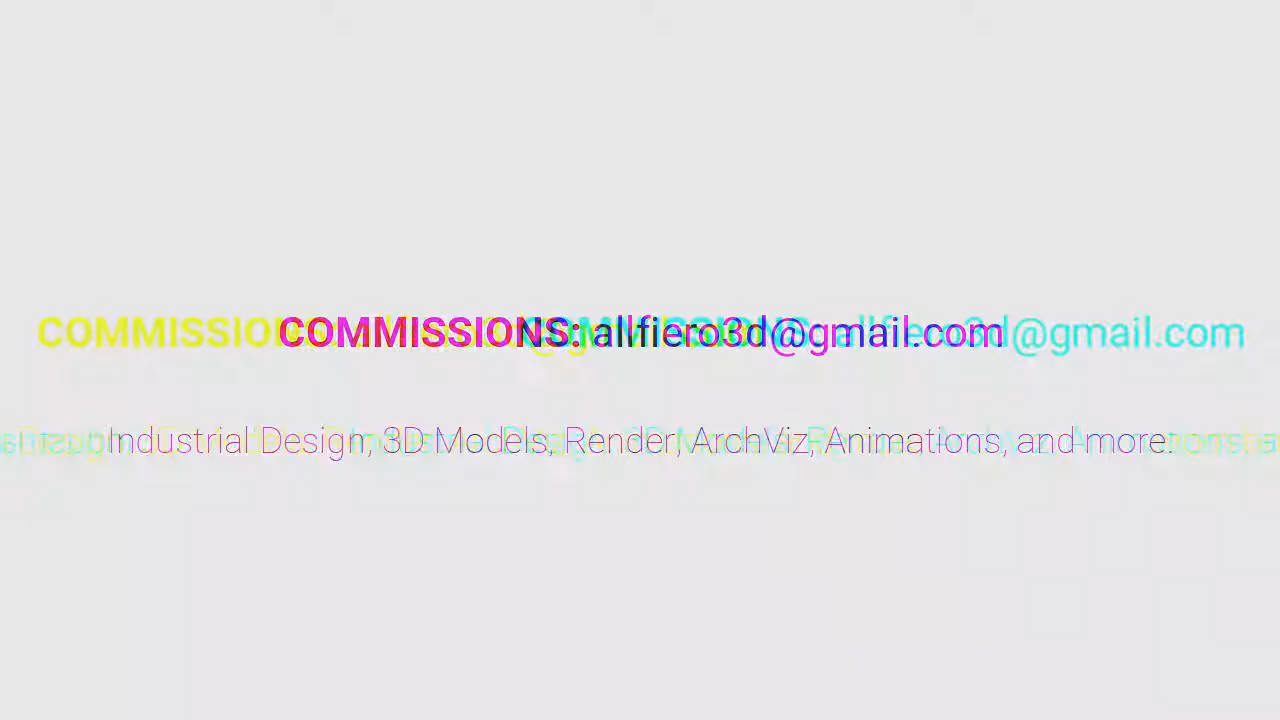 COMMISSIONS: allfiero3d@gmail.com
Industrial Design, 3D Models, Render, ArchViz, Animations, and more.